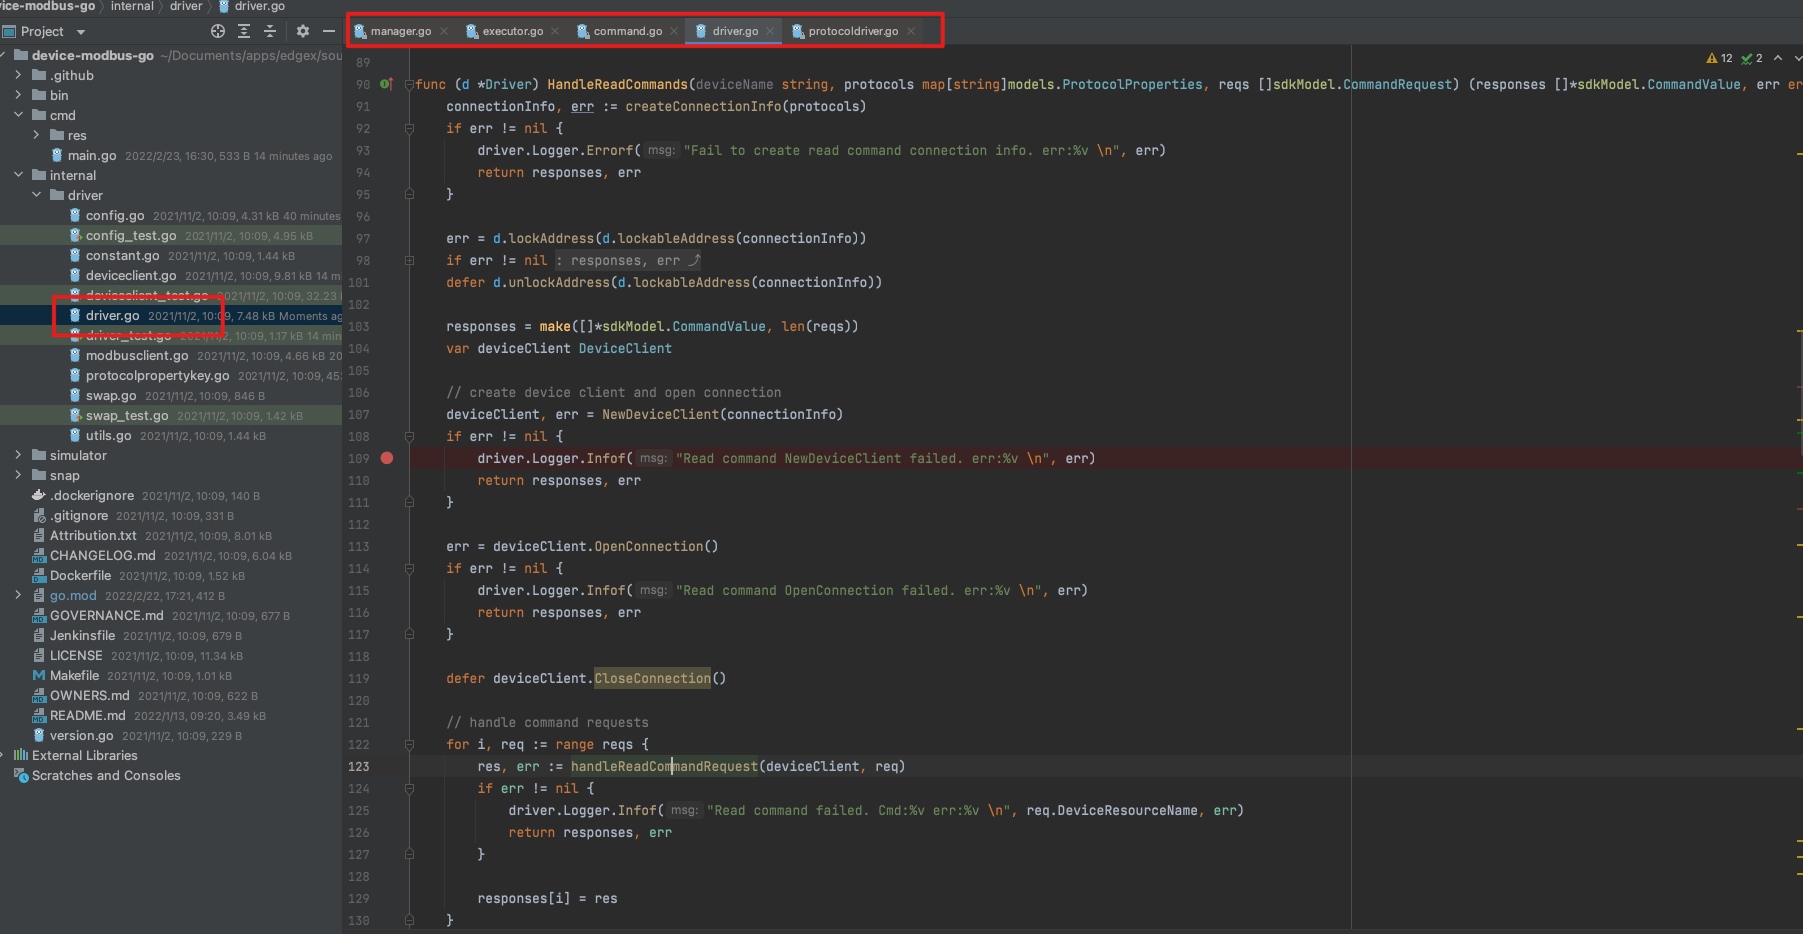 vice-modbus-go › internal › driver › driver.go
Project
manager.go × executor.go × command.go × driver.go × protocoldriver.go ×
device-modbus-go ~/Documents/apps/edgex/sou
.github
bin
cmd
res
main.go 2022/2/23, 16:30, 533 B 14 minutes ago
internal
driver
config.go 2021/11/2, 10:09, 4.31 kB 40 minutes
config_test.go 2021/11/2, 10:09, 4.95 kB
constant.go 2021/11/2, 10:09, 1.44 kB
deviceclient.go 2021/11/2, 10:09, 9.81 kB 14 m
deviceclient_test.go 2021/11/2, 10:09, 32.23
driver.go 2021/11/2, 10:09, 7.48 kB Moments ag
driver_test.go 2021/11/2, 10:09, 1.17 kB 14 min
modbusclient.go 2021/11/2, 10:09, 4.66 kB 20
protocolpropertykey.go 2021/11/2, 10:09, 45
swap.go 2021/11/2, 10:09, 846 B
swap_test.go 2021/11/2, 10:09, 1.42 kB
utils.go 2021/11/2, 10:09, 1.44 kB
simulator
snap
.dockerignore 2021/11/2, 10:09, 140 B
.gitignore 2021/11/2, 10:09, 331 B
Attribution.txt 2021/11/2, 10:09, 8.01 kB
CHANGELOG.md 2021/11/2, 10:09, 6.04 kB
Dockerfile 2021/11/2, 10:09, 1.52 kB
go.mod 2022/2/22, 17:21, 412 B
GOVERNANCE.md 2021/11/2, 10:09, 677 B
Jenkinsfile 2021/11/2, 10:09, 679 B
LICENSE 2021/11/2, 10:09, 11.34 kB
Makefile 2021/11/2, 10:09, 1.01 kB
OWNERS.md 2021/11/2, 10:09, 622 B
README.md 2022/1/13, 09:20, 3.49 kB
version.go 2021/11/2, 10:09, 229 B
External Libraries
Scratches and Consoles
12 2
89
90 func (d *Driver) HandleReadCommands(deviceName string, protocols map[string]models.ProtocolProperties, reqs []sdkModel.CommandRequest) (responses []*sdkModel.CommandValue, err er
91 connectionInfo, err := createConnectionInfo(protocols)
92 if err != nil {
93 driver.Logger.Errorf( msg: "Fail to create read command connection info. err:%v \n", err)
94 return responses, err
95 }
96
97 err = d.lockAddress(d.lockableAddress(connectionInfo))
98 if err != nil : responses, err ⤴
101 defer d.unlockAddress(d.lockableAddress(connectionInfo))
102
103 responses = make([]*sdkModel.CommandValue, len(reqs))
104 var deviceClient DeviceClient
105
106 // create device client and open connection
107 deviceClient, err = NewDeviceClient(connectionInfo)
108 if err != nil {
109 driver.Logger.Infof( msg: "Read command NewDeviceClient failed. err:%v \n", err)
110 return responses, err
111 }
112
113 err = deviceClient.OpenConnection()
114 if err != nil {
115 driver.Logger.Infof( msg: "Read command OpenConnection failed. err:%v \n", err)
116 return responses, err
117 }
118
119 defer deviceClient.CloseConnection()
120
121 // handle command requests
122 for i, req := range reqs {
123 res, err := handleReadCommandRequest(deviceClient, req)
124 if err != nil {
125 driver.Logger.Infof( msg: "Read command failed. Cmd:%v err:%v \n", req.DeviceResourceName, err)
126 return responses, err
127 }
128
129 responses[i] = res
130 }